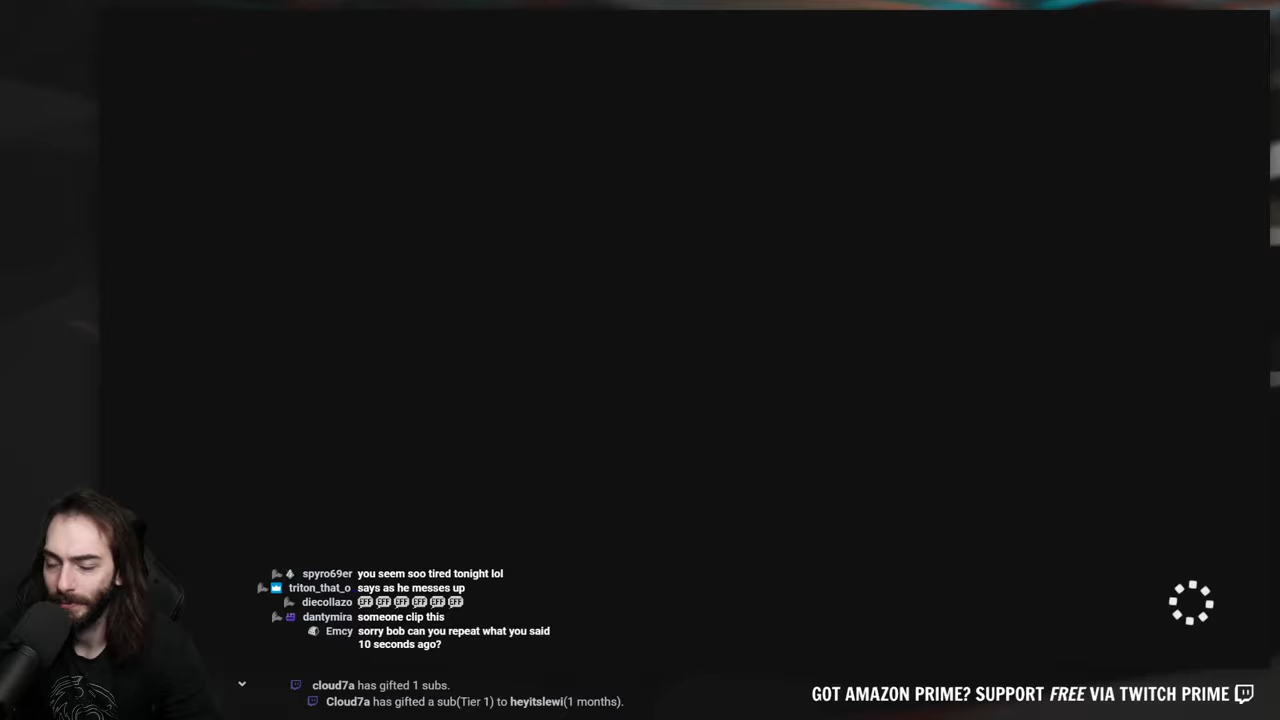 spyro69er you seem soo tired tonight lol
triton_that_o says as he messes up
diecollazo
dantymira someone clip this
Emcy sorry bob can you repeat what you said
10 seconds ago?
cloud7a has gifted 1 subs.
Cloud7a has gifted a sub(Tier 1) to heyitslewi(1 months).
GOT AMAZON PRIME? SUPPORT FREE VIA TWITCH PRIME